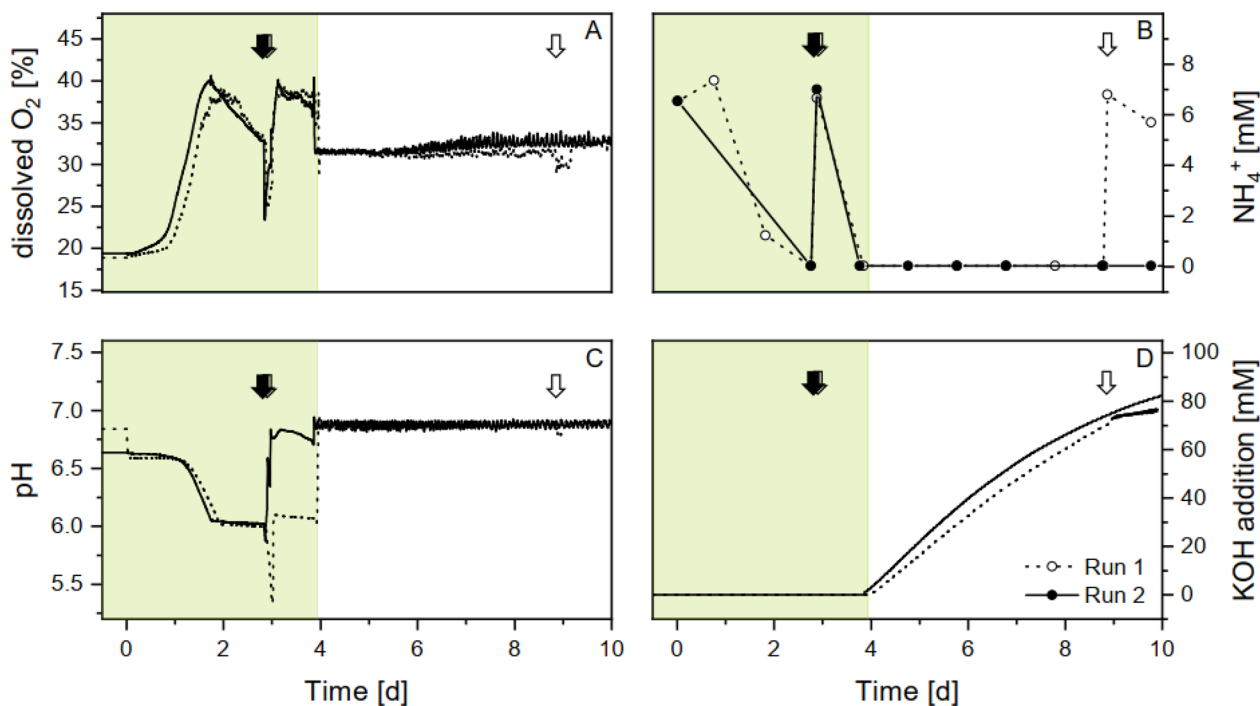 A
dissolved O2 [%]
45
40
35
30
25
20
15
B
8
6
4
2
0
NH4+ [mM]
C
pH
7.5
7.0
6.5
6.0
5.5
0 2 4 6 8 10
Time [d]
D
100
80
60
40
20
0
KOH addition [mM]
Run 1
Run 2
0 2 4 6 8 10
Time [d]